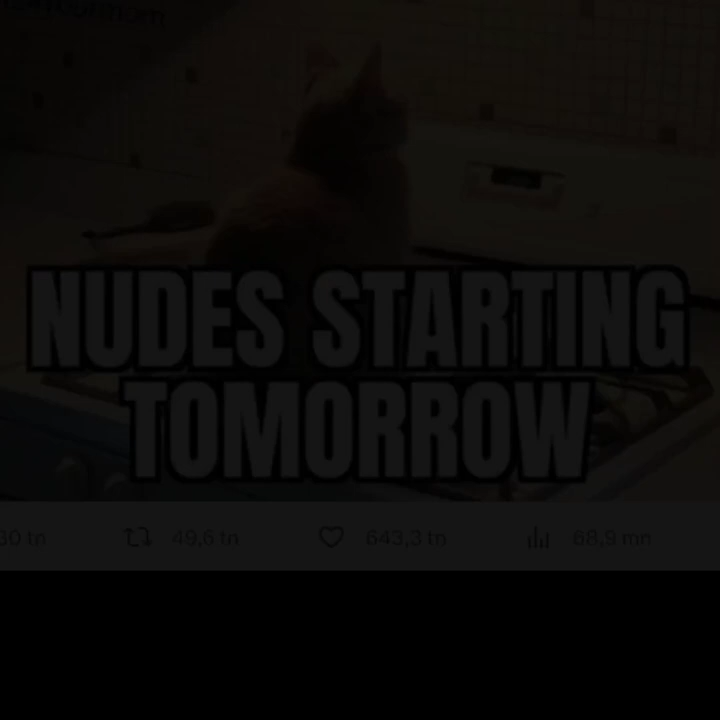 NUDES STARTING
TOMORROW
49,6 tn
643,3 tn
68,9 mn